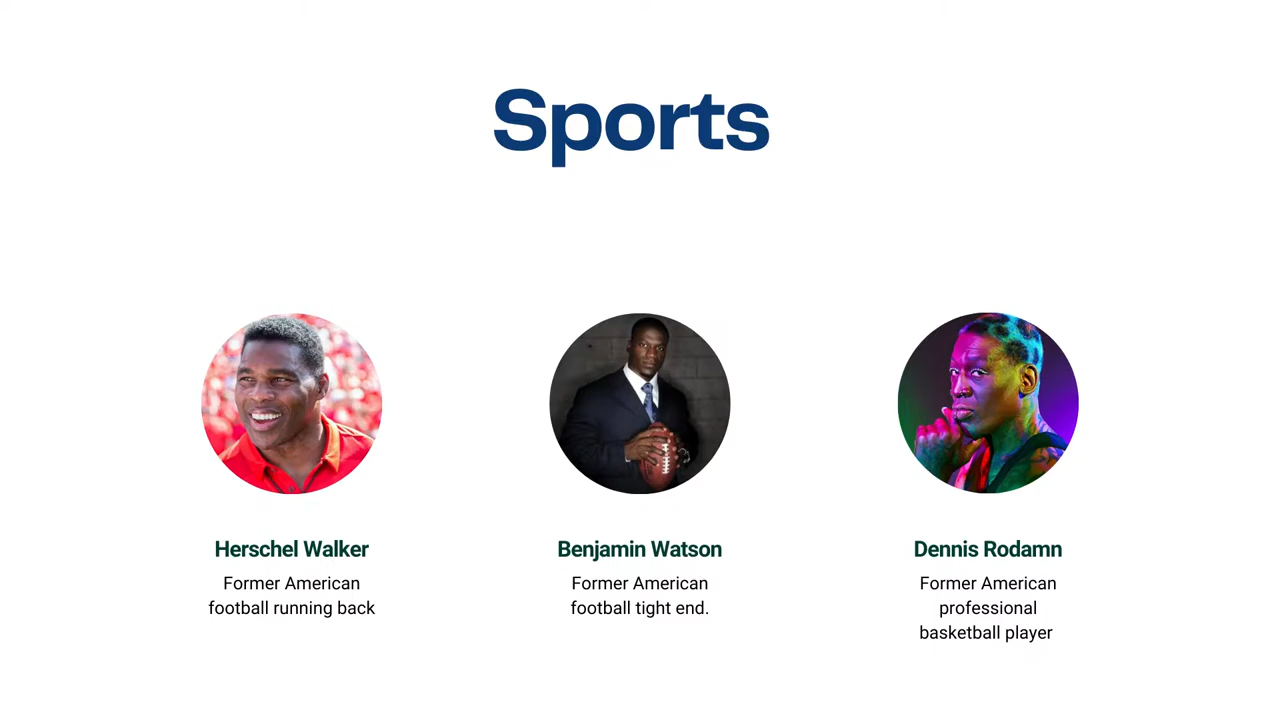 Sports
Herschel Walker
Former American
football running back
Benjamin Watson
Former American
football tight end.
Dennis Rodamn
Former American
professional
basketball player